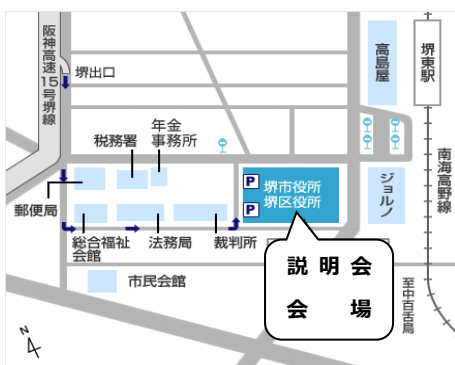 阪神高速15号堺線
堺出口
高島屋
堺東駅
税務署
年金
事務所
P 堺市役所
P 堺区役所
ジョルノ
南海高野線
郵便局
総合福祉
会館
法務局
裁判所
市民会館
説明会
会場
至中百舌鳥
N